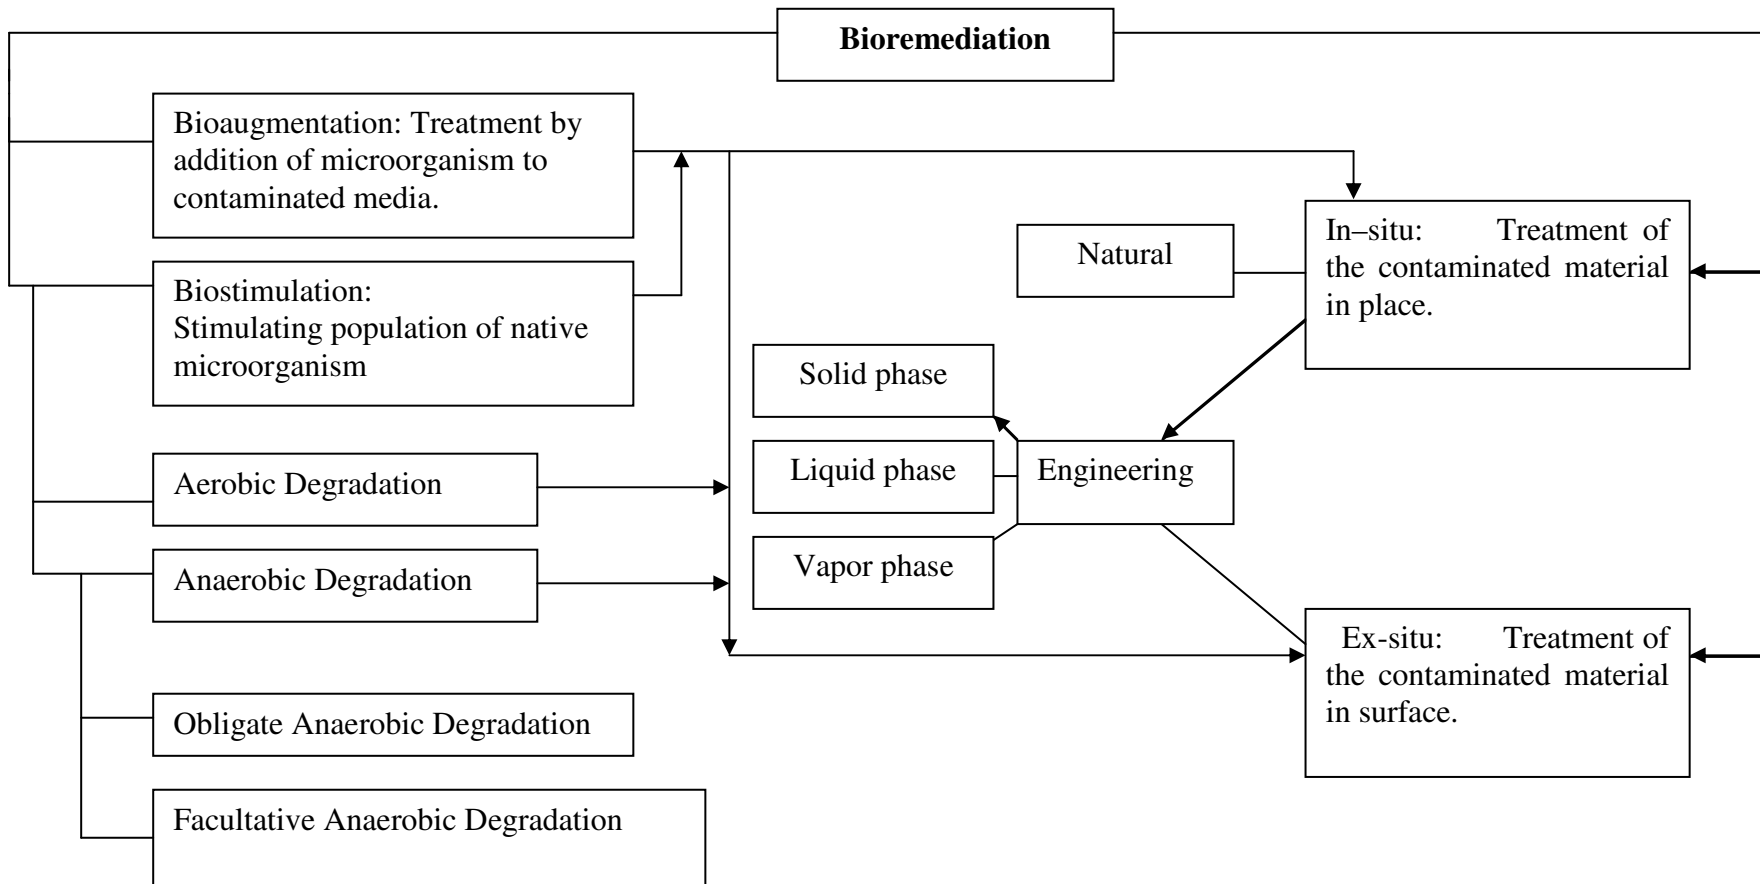 Bioremediation
Bioaugmentation: Treatment by
addition of microorganism to
contaminated media.
Biostimulation:
Stimulating population of native
microorganism
Aerobic Degradation
Anaerobic Degradation
Obligate Anaerobic Degradation
Facultative Anaerobic Degradation
Natural
Solid phase
Liquid phase
Vapor phase
Engineering
In–situ: Treatment of
the contaminated material
in place.
Ex-situ: Treatment of
the contaminated material
in surface.